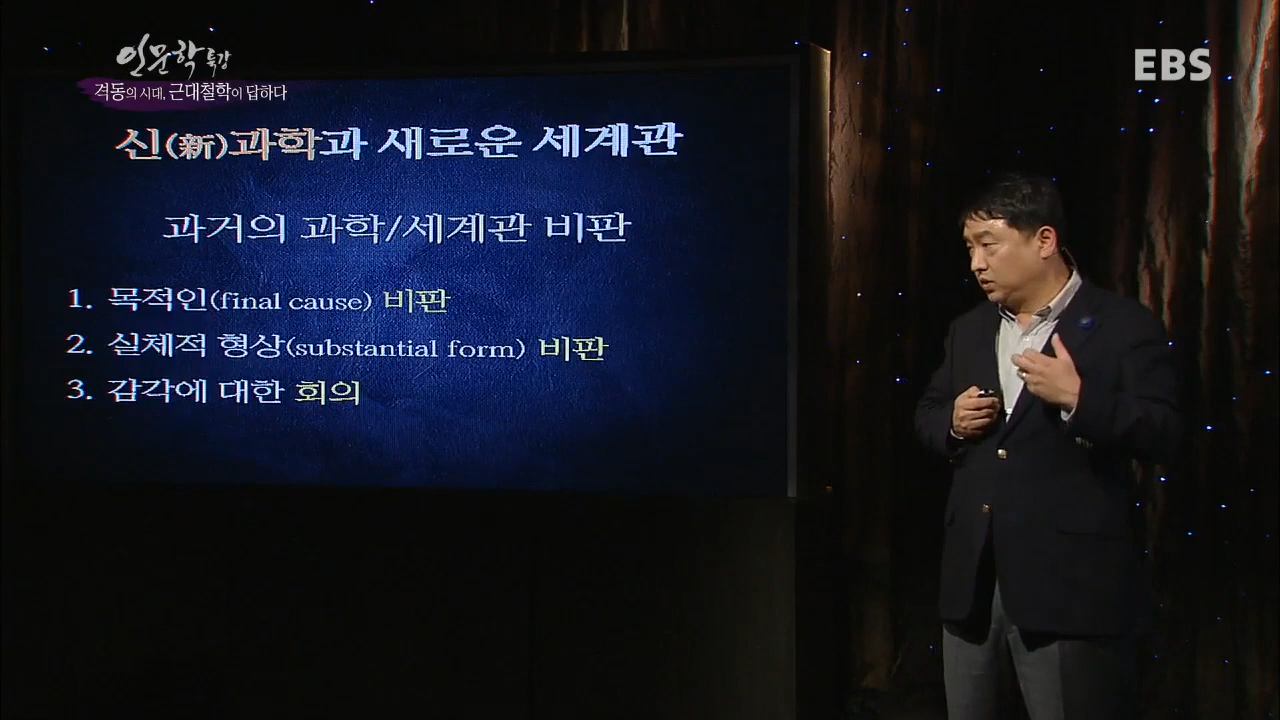 인문학 특강
EBS
격동의 시대, 근대철학이 답하다
신(新)과학과 새로운 세계관
과거의 과학/세계관 비판
1. 목적인(final cause) 비판
2. 실체적 형상(substantial form) 비판
3. 감각에 대한 회의